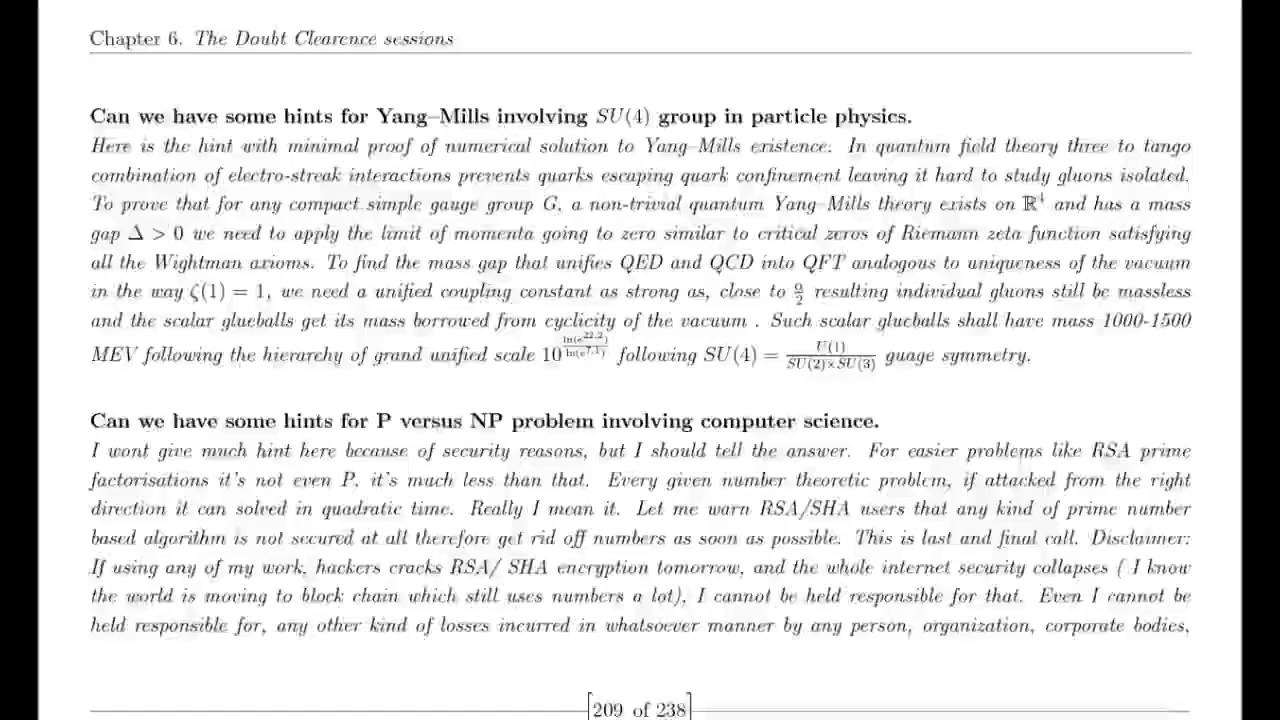 Chapter 6. The Doubt Clearence sessions
Can we have some hints for Yang–Mills involving SU(4) group in particle physics.
Here is the hint with minimal proof of numerical solution to Yang–Mills existence: In quantum field theory three to tango
combination of electro-streak interactions prevents quarks escaping quark confinement leaving it hard to study gluons isolated.
To prove that for any compact simple gauge group G, a non-trivial quantum Yang–Mills theory exists on ℝ⁴ and has a mass
gap Δ > 0 we need to apply the limit of momenta going to zero similar to critical zeros of Riemann zeta function satisfying
all the Wightman axioms. To find the mass gap that unifies QED and QCD into QFT analogous to uniqueness of the vacuum
in the way ζ(1) = 1, we need a unified coupling constant as strong as, close to α/2 resulting individual gluons still be massless
and the scalar glueballs get its mass borrowed from cyclicity of the vacuum . Such scalar glueballs shall have mass 1000-1500
MEV following the hierarchy of grand unified scale 10^(ln(e^22.2)/ln(e^7.1)) following SU(4) = U(1)/(SU(2)×SU(3)) guage symmetry.
Can we have some hints for P versus NP problem involving computer science.
I wont give much hint here because of security reasons, but I should tell the answer. For easier problems like RSA prime
factorisations it's not even P, it's much less than that. Every given number theoretic problem, if attacked from the right
direction it can solved in quadratic time. Really I mean it. Let me warn RSA/SHA users that any kind of prime number
based algorithm is not secured at all therefore get rid off numbers as soon as possible. This is last and final call. Disclaimer:
If using any of my work, hackers cracks RSA/ SHA encryption tomorrow, and the whole internet security collapses ( I know
the world is moving to block chain which still uses numbers a lot), I cannot be held responsible for that. Even I cannot be
held responsible for, any other kind of losses incurred in whatsoever manner by any person, organization, corporate bodies,
[209 of 238]